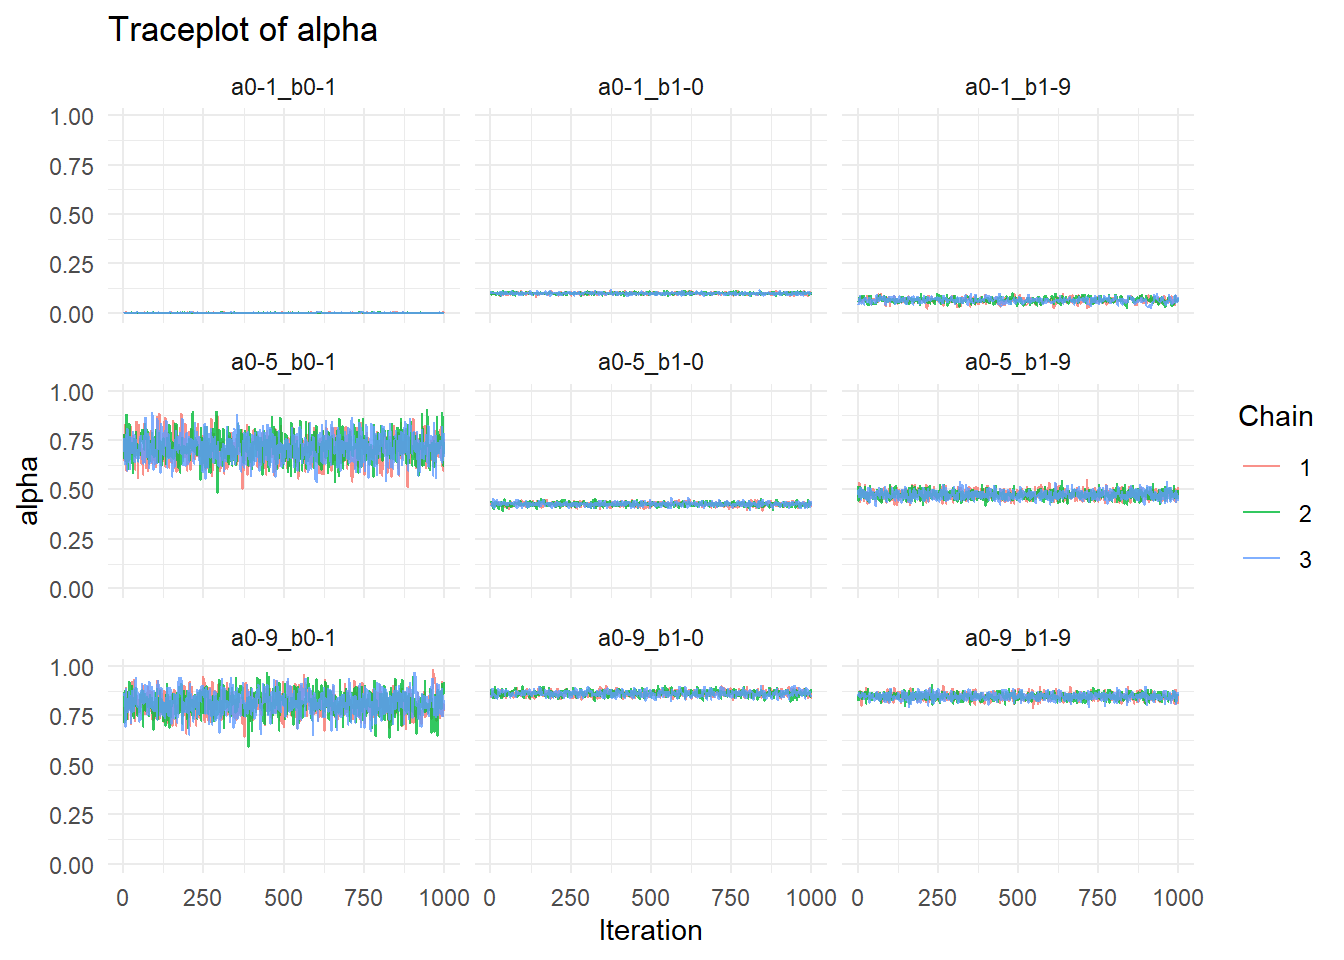 Traceplot of alpha
a0-1_b0-1 a0-1_b1-0 a0-1_b1-9
1.00
0.75
0.50
0.25
0.00
a0-5_b0-1 a0-5_b1-0 a0-5_b1-9
1.00
0.75
0.50
0.25
0.00
a0-9_b0-1 a0-9_b1-0 a0-9_b1-9
1.00
0.75
0.50
0.25
0.00
0 250 500 750 1000 0 250 500 750 1000 0 250 500 750 1000
Iteration
alpha
Chain
1
2
3